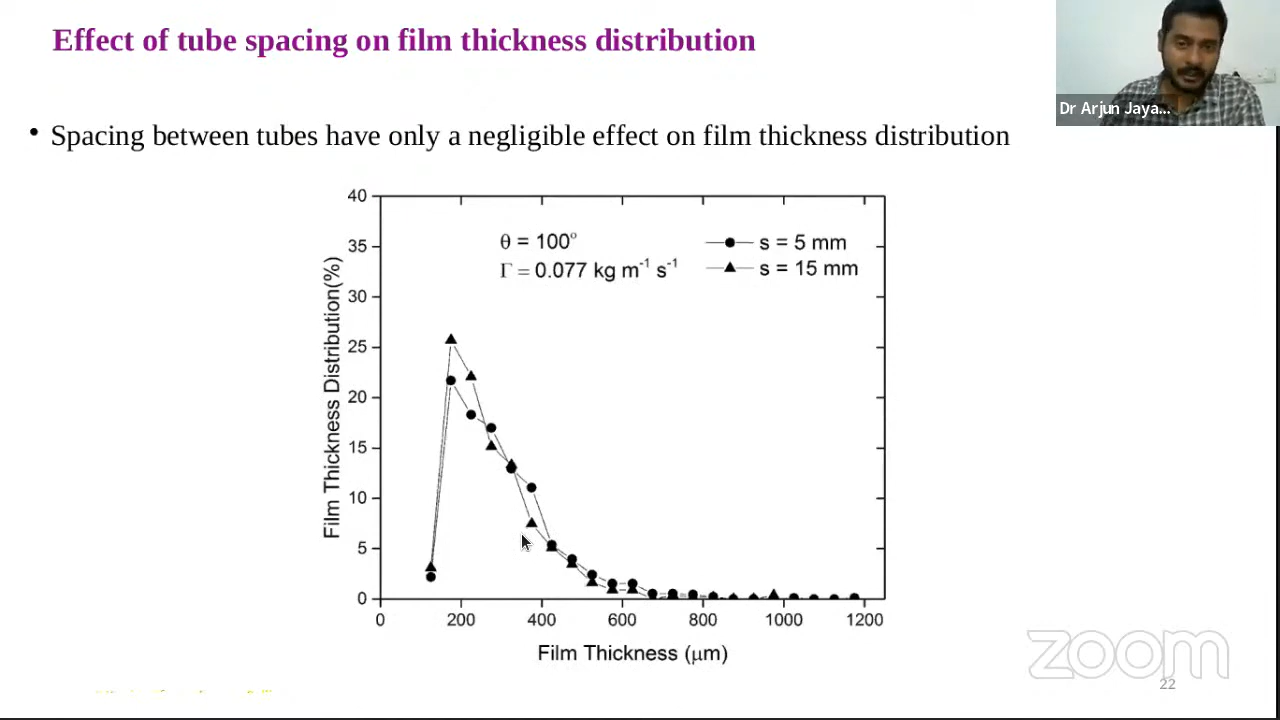 Effect of tube spacing on film thickness distribution
Dr Arjun Jaya...
• Spacing between tubes have only a negligible effect on film thickness distribution
40
35
30
25
20
15
10
5
0
Film Thickness Distribution(%)
θ = 100°
Γ = 0.077 kg m⁻¹ s⁻¹
s = 5 mm
s = 15 mm
0 200 400 600 800 1000 1200
Film Thickness (μm)
zoom
22